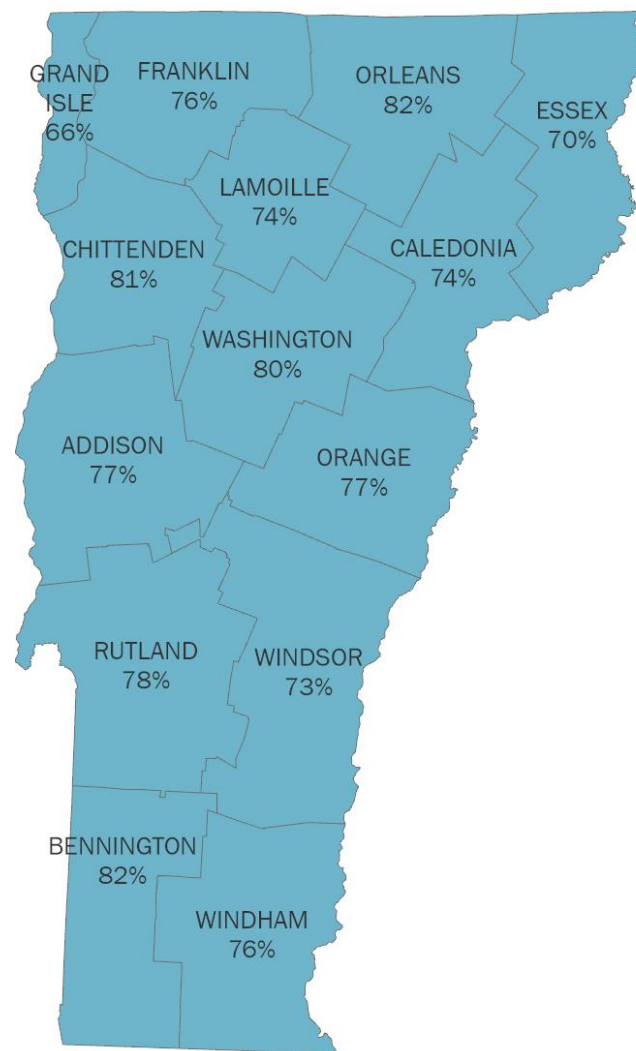 GRAND
ISLE
66%
FRANKLIN
76%
ORLEANS
82%
ESSEX
70%
LAMOILLE
74%
CHITTENDEN
81%
CALEDONIA
74%
WASHINGTON
80%
ADDISON
77%
ORANGE
77%
RUTLAND
78%
WINDSOR
73%
BENNINGTON
82%
WINDHAM
76%